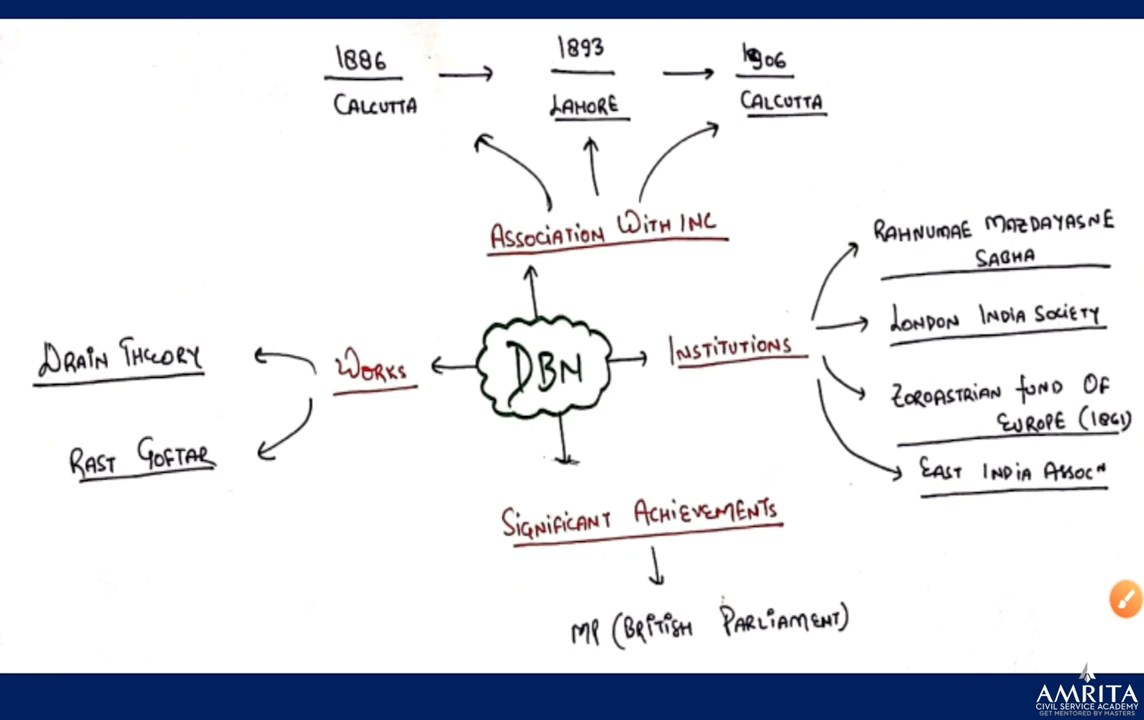 1886
CALCUTTA
1893
LAHORE
1906
CALCUTTA
ASSOCIATION WITH INC
RAHNUMAE MAZDAYASNE
SABHA
LONDON INDIA SOCIETY
ZOROASTRIAN FUND OF
EUROPE (1861)
EAST INDIA ASSOCN
INSTITUTIONS
DBN
WORKS
DRAIN THEORY
RAST GOFTAR
SIGNIFICANT ACHIEVEMENTS
MP (BRITISH PARLIAMENT)
AMRITA
CIVIL SERVICE ACADEMY
GET MENTORED BY MASTERS